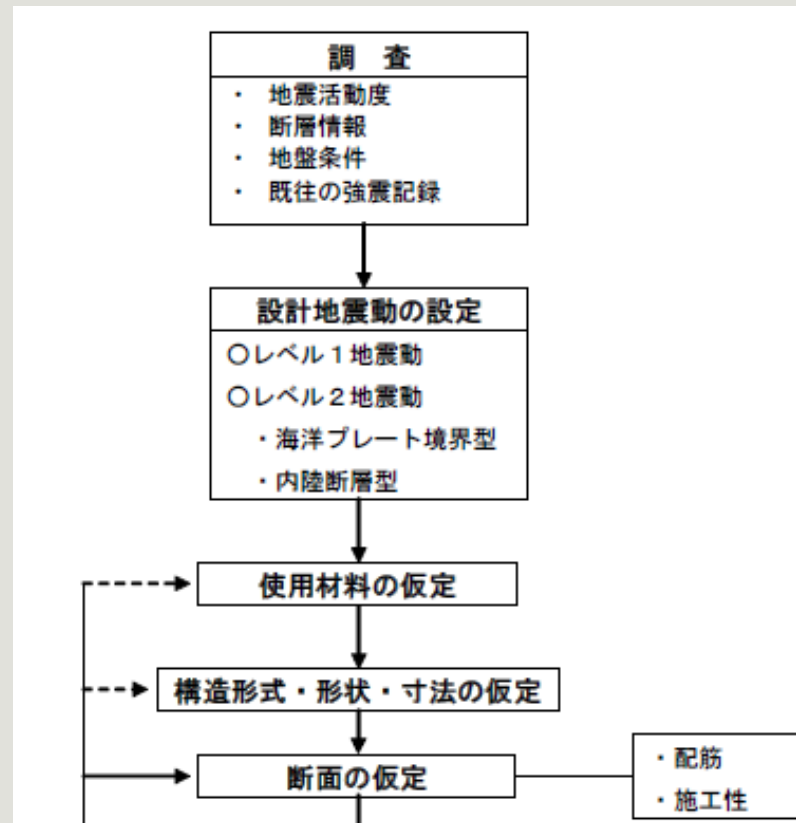 調　査
・　地震活動度
・　断層情報
・　地盤条件
・　既往の強震記録
設計地震動の設定
〇レベル１地震動
〇レベル２地震動
・海洋プレート境界型
・内陸断層型
使用材料の仮定
構造形式・形状・寸法の仮定
断面の仮定
・配筋
・施工性